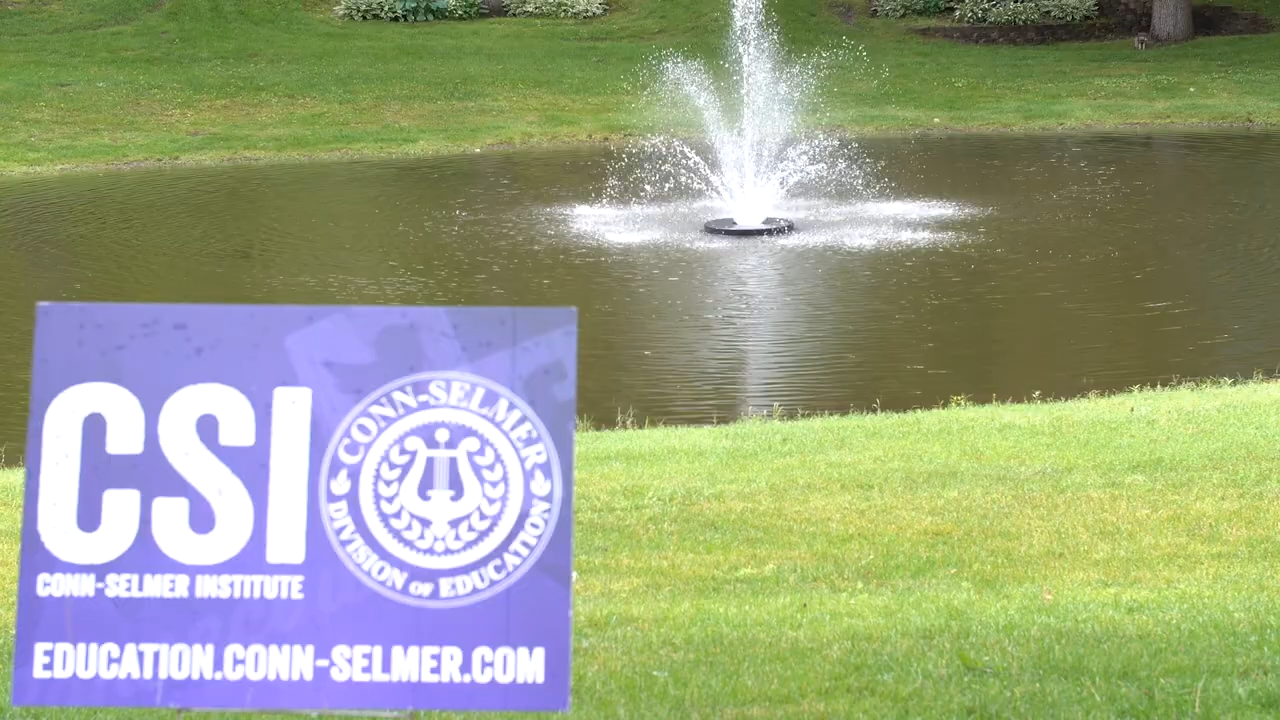 CSI
CONN-SELMER INSTITUTE
CONN-SELMER
DIVISION OF EDUCATION
EDUCATION.CONN-SELMER.COM